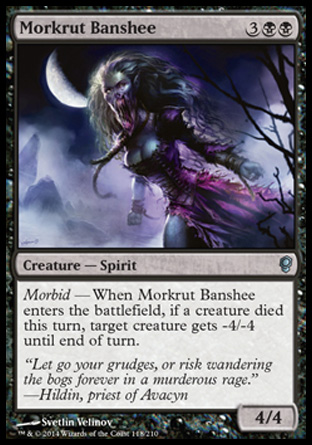 Morkrut Banshee 3
Creature — Spirit
Morbid — When Morkrut Banshee
enters the battlefield, if a creature died
this turn, target creature gets -4/-4
until end of turn.
“Let go your grudges, or risk wandering
the bogs forever in a murderous rage.”
—Hildin, priest of Avacyn
Svetlin Velinov
™ & © 2014 Wizards of the Coast 118/210
4/4